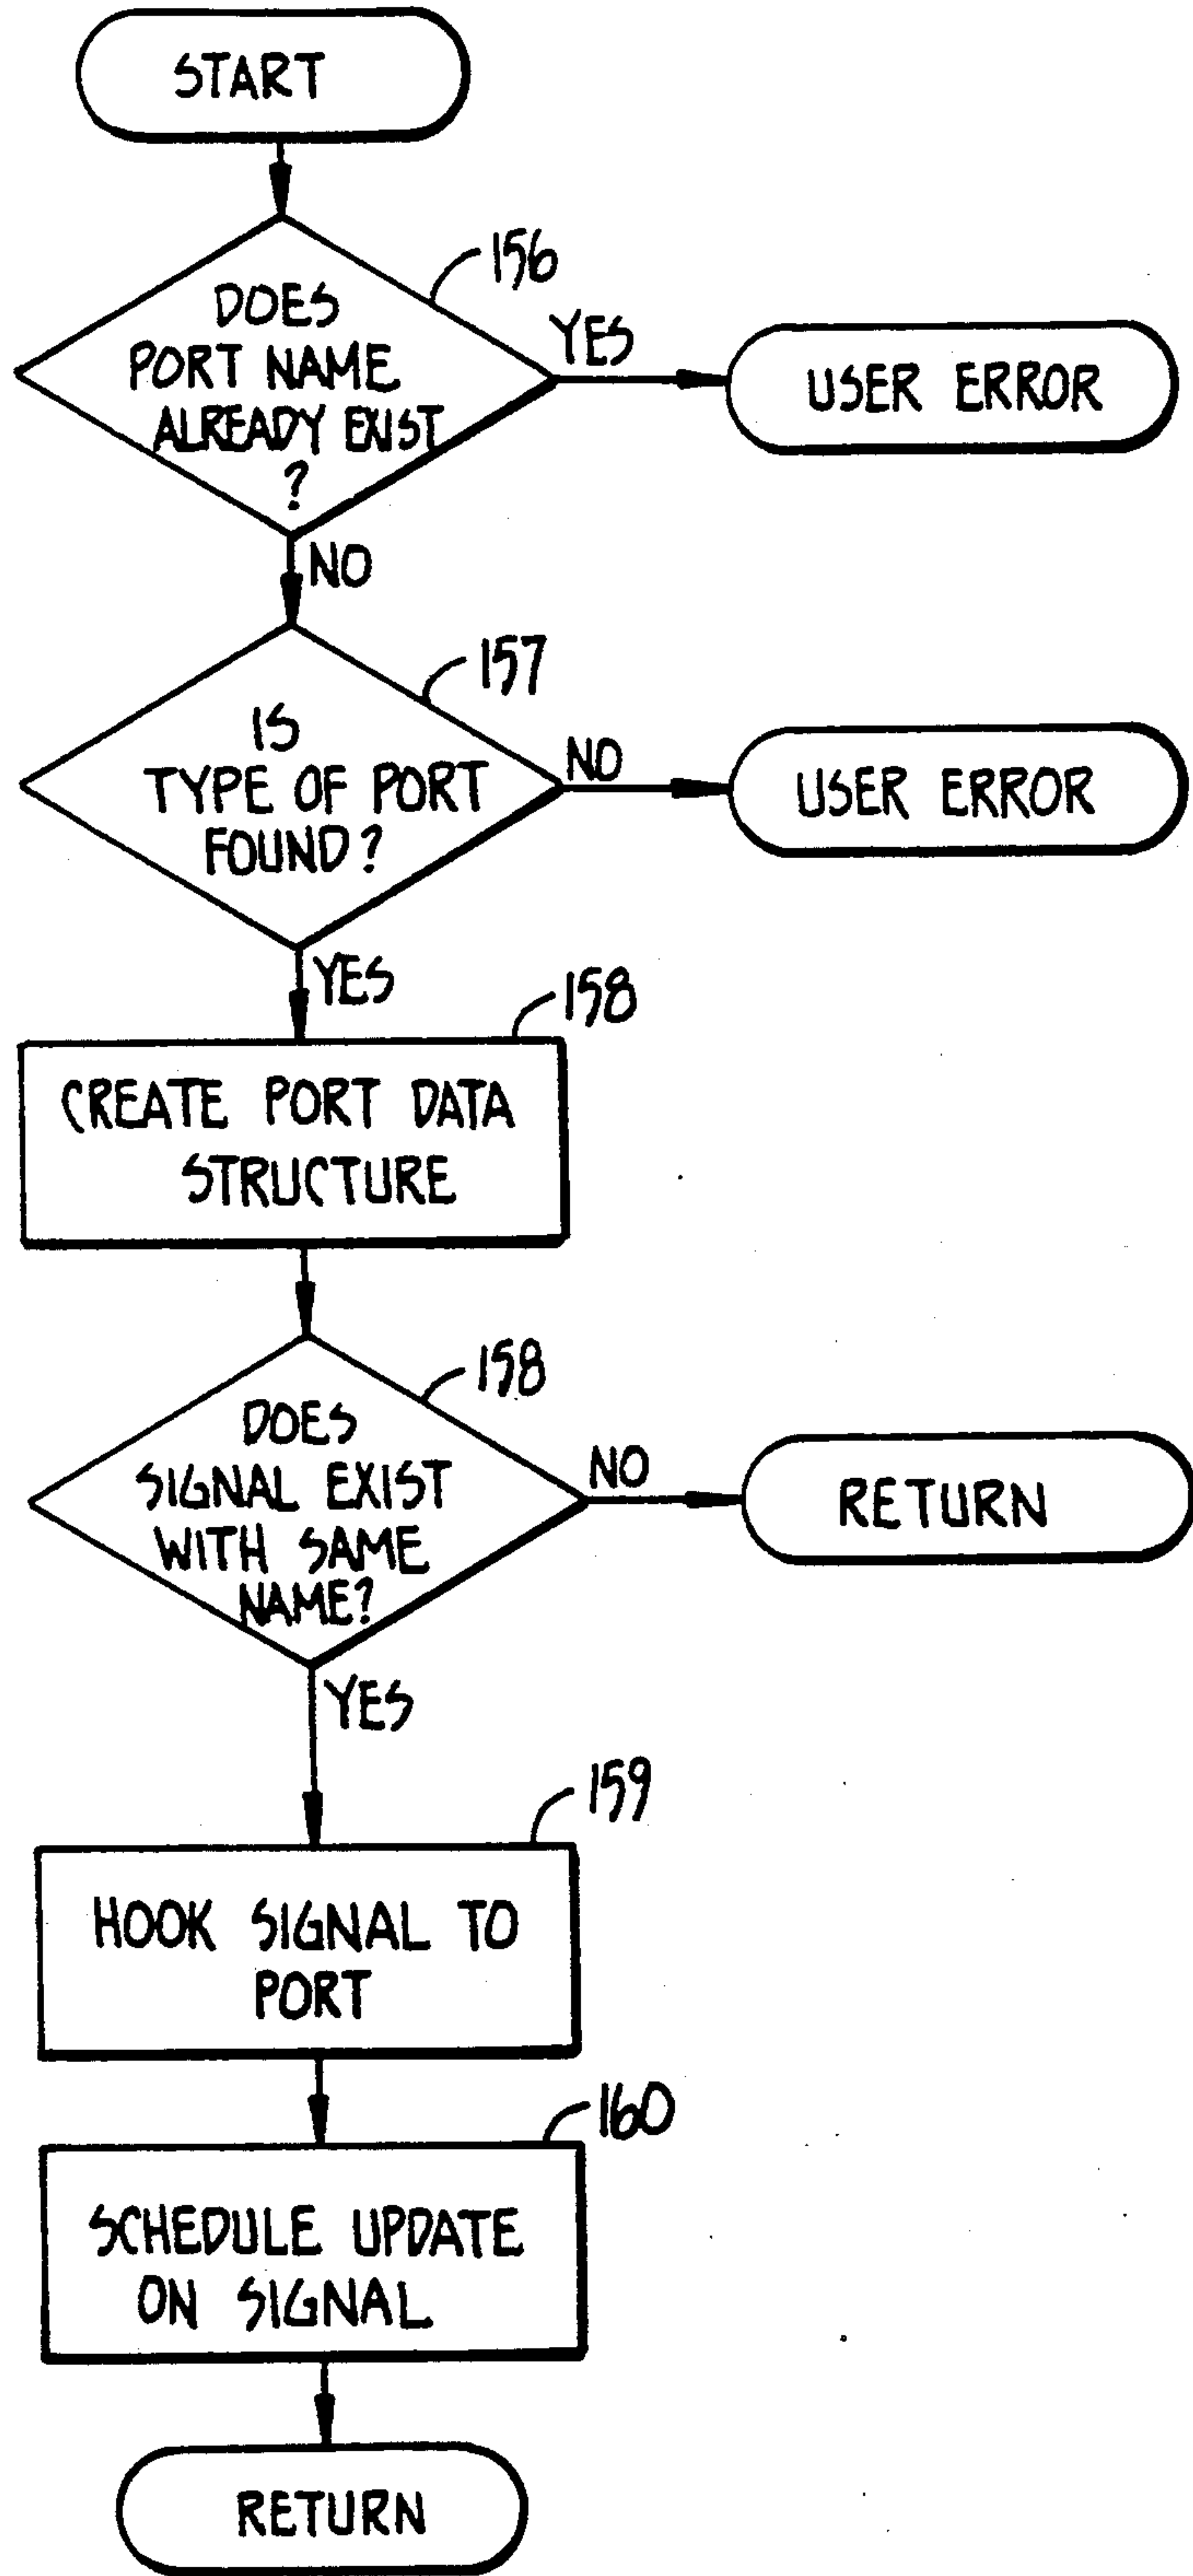 START
156
DOES
PORT NAME
ALREADY EXIST
?
YES
USER ERROR
NO
157
IS
TYPE OF PORT
FOUND?
NO
USER ERROR
YES
158
CREATE PORT DATA
STRUCTURE
158
DOES
SIGNAL EXIST
WITH SAME
NAME?
NO
RETURN
YES
159
HOOK SIGNAL TO
PORT
160
SCHEDULE UPDATE
ON SIGNAL
RETURN